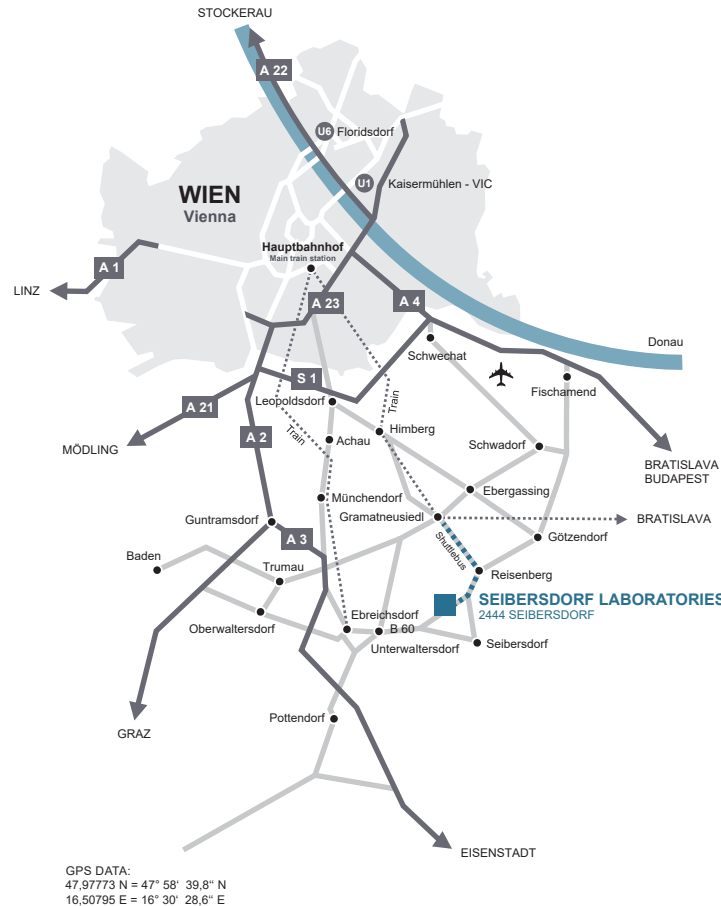 STOCKERAU
A 22
U6 Floridsdorf
U1 Kaisermühlen - VIC
WIEN
Vienna
Hauptbahnhof
Main train station
A 1
LINZ
A 23
A 4
Donau
Schwechat
S 1
Fischamend
A 21
Leopoldsdorf
Train
Himberg
Train
MÖDLING
A 2
Achau
Schwadorf
BRATISLAVA
BUDAPEST
Münchendorf
Ebergassing
Gramatneusiedl
BRATISLAVA
Guntramsdorf
A 3
Shuttlebus
Götzendorf
Baden
Trumau
Reisenberg
SEIBERSDORF LABORATORIES
2444 SEIBERSDORF
Oberwaltersdorf
Ebreichsdorf
B 60
Unterwaltersdorf
Seibersdorf
Pottendorf
GRAZ
EISENSTADT
GPS DATA:
47,97773 N = 47° 58‘ 39,8“ N
16,50795 E = 16° 30‘ 28,6“ E